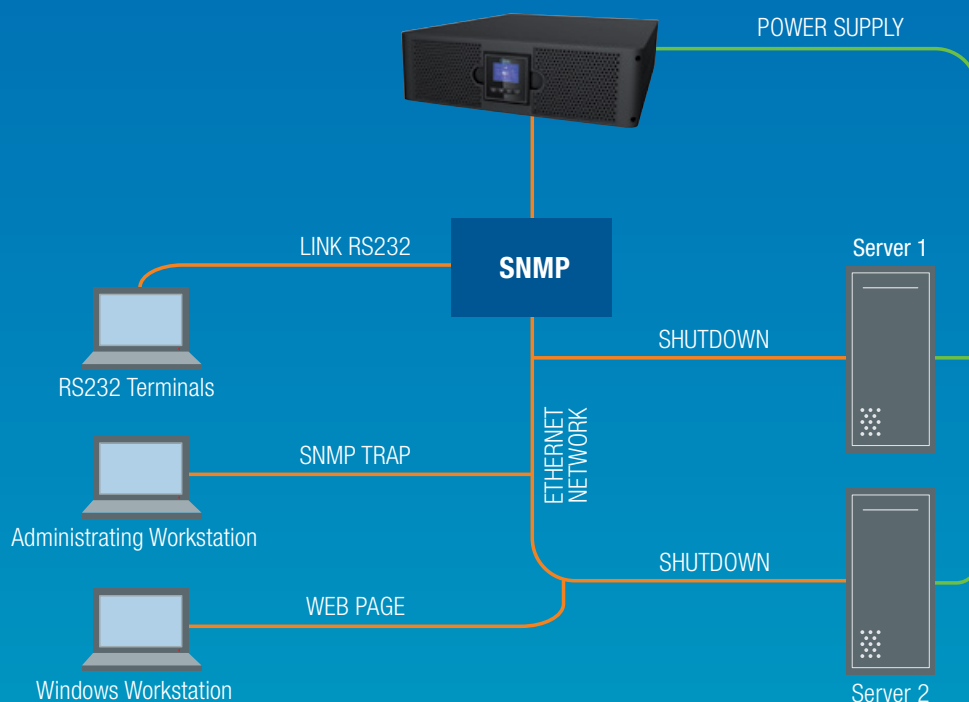 POWER SUPPLY
LINK RS232
SNMP
Server 1
SHUTDOWN
RS232 Terminals
ETHERNET
NETWORK
SNMP TRAP
Administrating Workstation
SHUTDOWN
WEB PAGE
Windows Workstation
Server 2